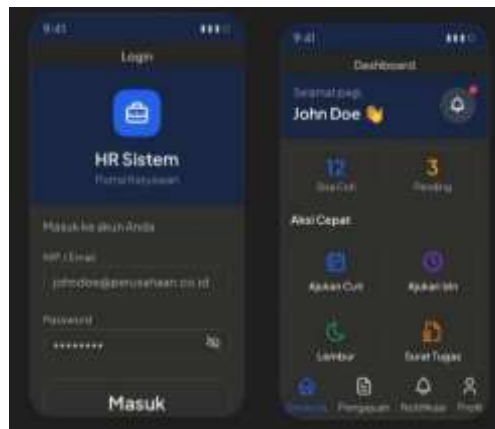 9:41
Login
HR Sistem
Portal Karyawan
Masuk ke akun Anda
NIP / Email
johndoe@perusahaan.co.id
Password
Masuk
9:41
Dashboard
Selamat pagi,
John Doe 👋
12
3
Sisa Cuti
Pending
Aksi Cepat
Ajukan Cuti
Ajukan Izin
Lembur
Surat Tugas
Beranda
Pengajuan
Notifikasi
Profil